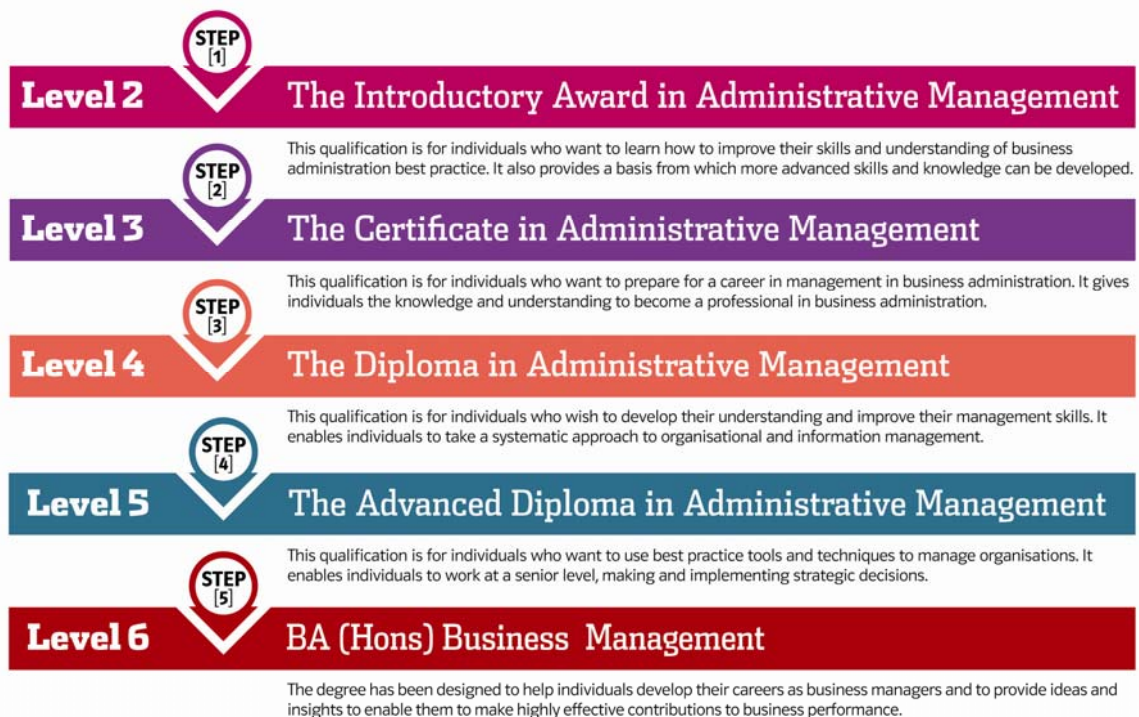 STEP
[1]
Level 2
The Introductory Award in Administrative Management
This qualification is for individuals who want to learn how to improve their skills and understanding of business
administration best practice. It also provides a basis from which more advanced skills and knowledge can be developed.
STEP
[2]
Level 3
The Certificate in Administrative Management
This qualification is for individuals who want to prepare for a career in management in business administration. It gives
individuals the knowledge and understanding to become a professional in business administration.
STEP
[3]
Level 4
The Diploma in Administrative Management
This qualification is for individuals who wish to develop their understanding and improve their management skills. It
enables individuals to take a systematic approach to organisational and information management.
STEP
[4]
Level 5
The Advanced Diploma in Administrative Management
This qualification is for individuals who want to use best practice tools and techniques to manage organisations. It
enables individuals to work at a senior level, making and implementing strategic decisions.
STEP
[5]
Level 6
BA (Hons) Business Management
The degree has been designed to help individuals develop their careers as business managers and to provide ideas and
insights to enable them to make highly effective contributions to business performance.